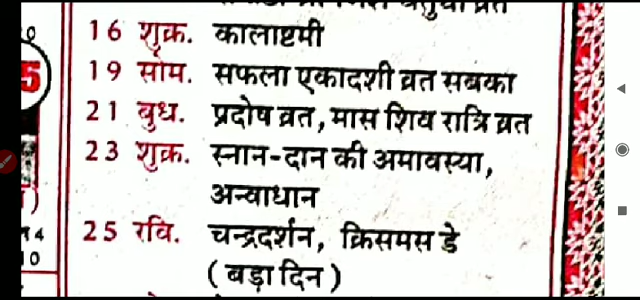 16 शुक्र. कालाष्टमी
19 सोम. सफला एकादशी व्रत सबका
21 बुध. प्रदोष व्रत, मास शिव रात्रि व्रत
23 शुक्र. स्नान-दान की अमावस्या,
अन्वाधान
25 रवि. चन्द्रदर्शन, क्रिसमस डे
(बड़ा दिन)